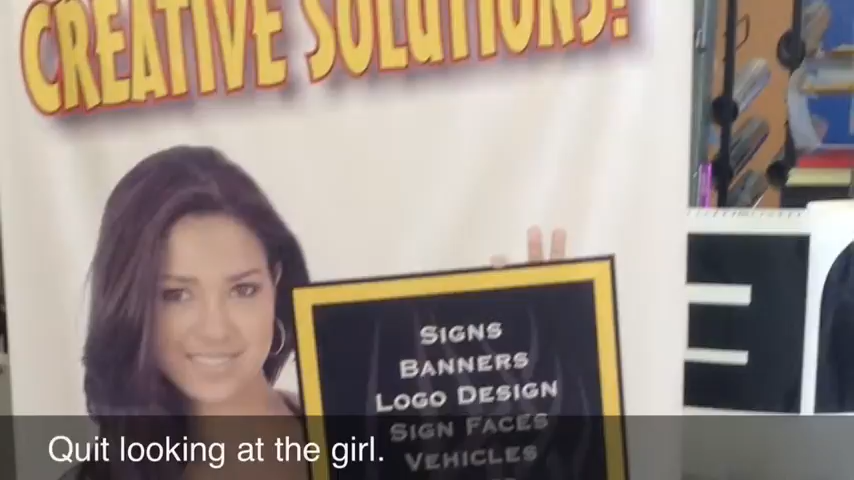 CREATIVE SOLUTIONS!
SIGNS
BANNERS
LOGO DESIGN
SIGN FACES
VEHICLES
E
Quit looking at the girl.